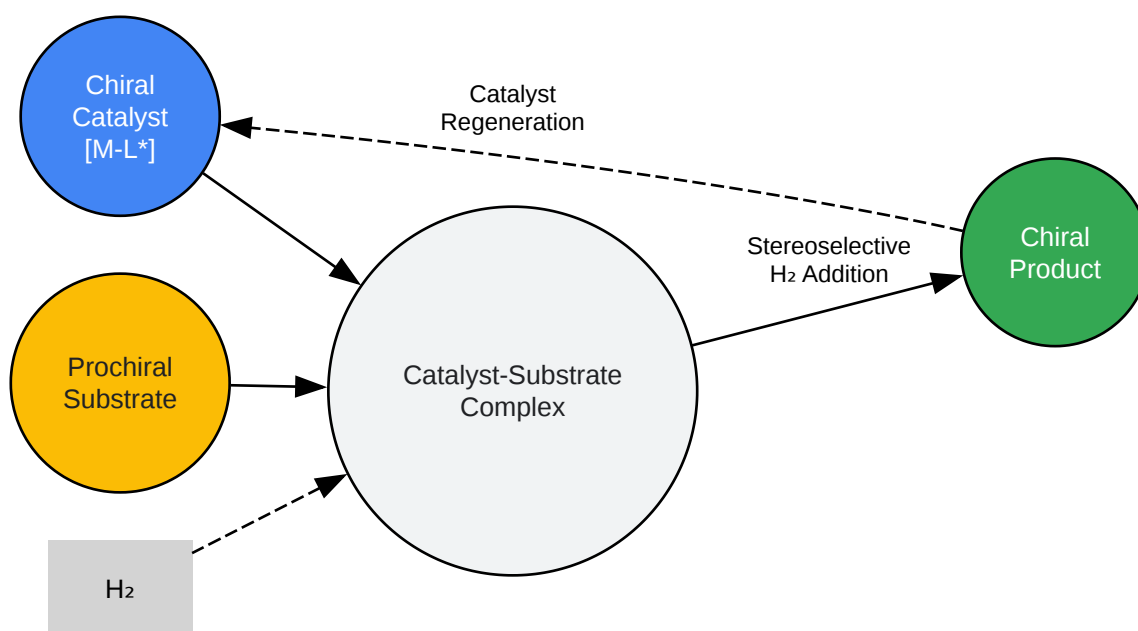 Chiral
Catalyst
[M-L*]
Catalyst
Regeneration
Stereoselective
H₂ Addition
Chiral
Product
Prochiral
Substrate
Catalyst-Substrate
Complex
H₂